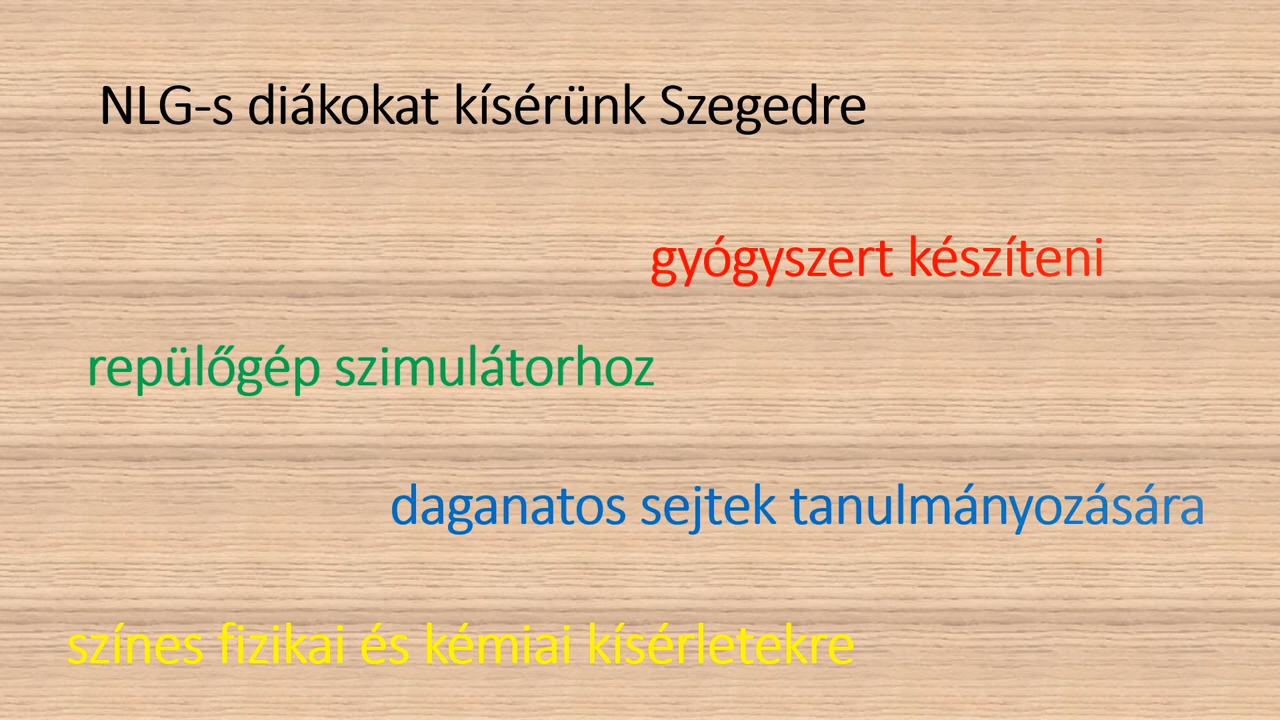 NLG-s diákokat kísérünk Szegedre
gyógyszert készíteni
repülőgép szimulátorhoz
daganatos sejtek tanulmányozására
színes fizikai és kémiai kísérletekre